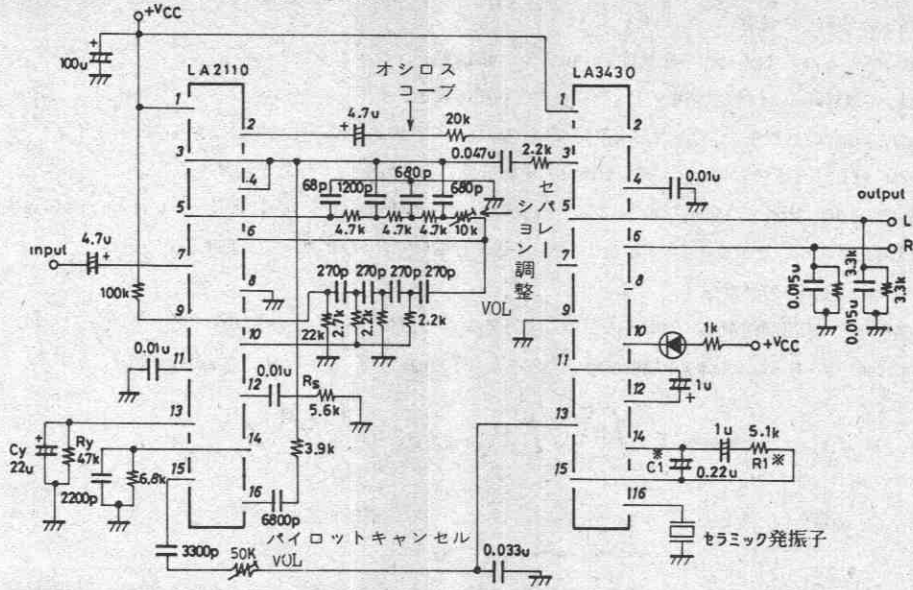 +VCC
100u
+
LA2110
オシロス
コープ
LA3430
1
2
3
4
5
6
7
8
9
10
11
12
13
14
15
16
4.7u
+
20k
0.047u
2.2k
68p
1200p
680p
680p
4.7k
4.7k
4.7k
10k
セパレーション調整
VOL
input
4.7u
+
100k
270p
270p
270p
270p
22k
2.7k
2.2k
2.2k
0.01u
0.01u
Rs
5.6k
Cy
22u
+
Ry
47k
2200p
6.8k
3.9k
6800p
3300p
50K
パイロットキャンセル
VOL
0.033u
1
2
3
4
5
6
7
8
9
10
11
12
13
14
15
16
0.01u
output
L
R
0.015u
3.3k
0.015u
3.3k
1k
+VCC
1u
+
1u
5.1k
C1
※
0.22u
R1※
セラミック発振子